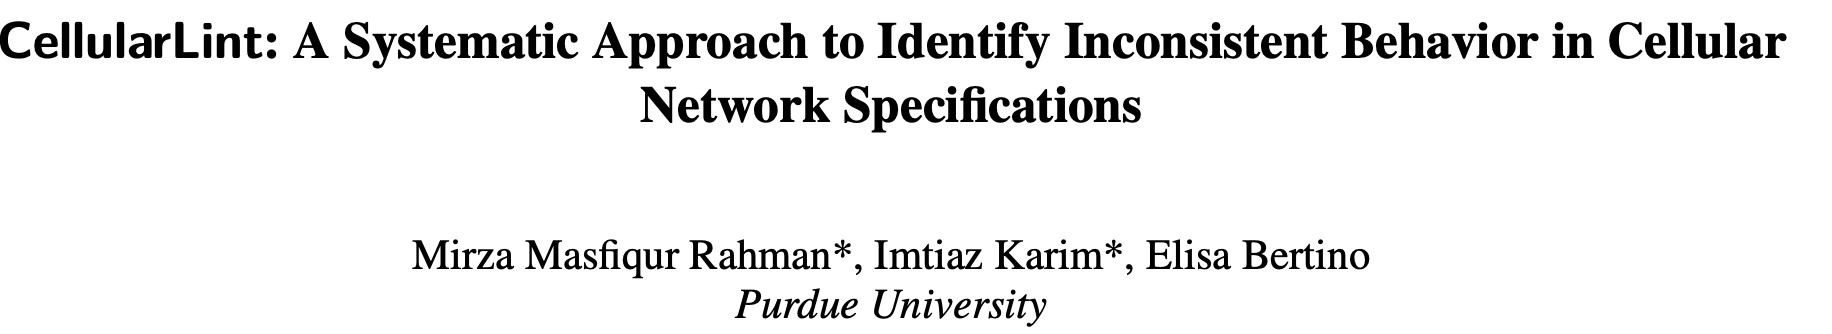 CellularLint: A Systematic Approach to Identify Inconsistent Behavior in Cellular
Network Specifications
Mirza Masfiqur Rahman*, Imtiaz Karim*, Elisa Bertino
Purdue University